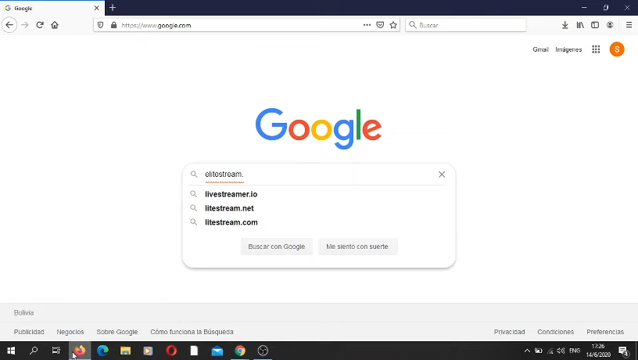 Google
https://www.google.com
Buscar
Gmail
Imágenes
S
Google
elitostream.
livestreamer.io
litestream.net
litestream.com
Buscar con Google
Me siento con suerte
Bolivia
Publicidad
Negocios
Sobre Google
Cómo funciona la Búsqueda
Privacidad
Condiciones
Preferencias
ENG
17:26
14/6/2020